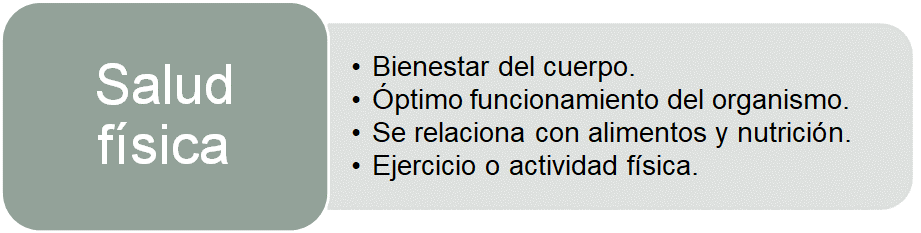 Salud
física
• Bienestar del cuerpo.
• Óptimo funcionamiento del organismo.
• Se relaciona con alimentos y nutrición.
• Ejercicio o actividad física.